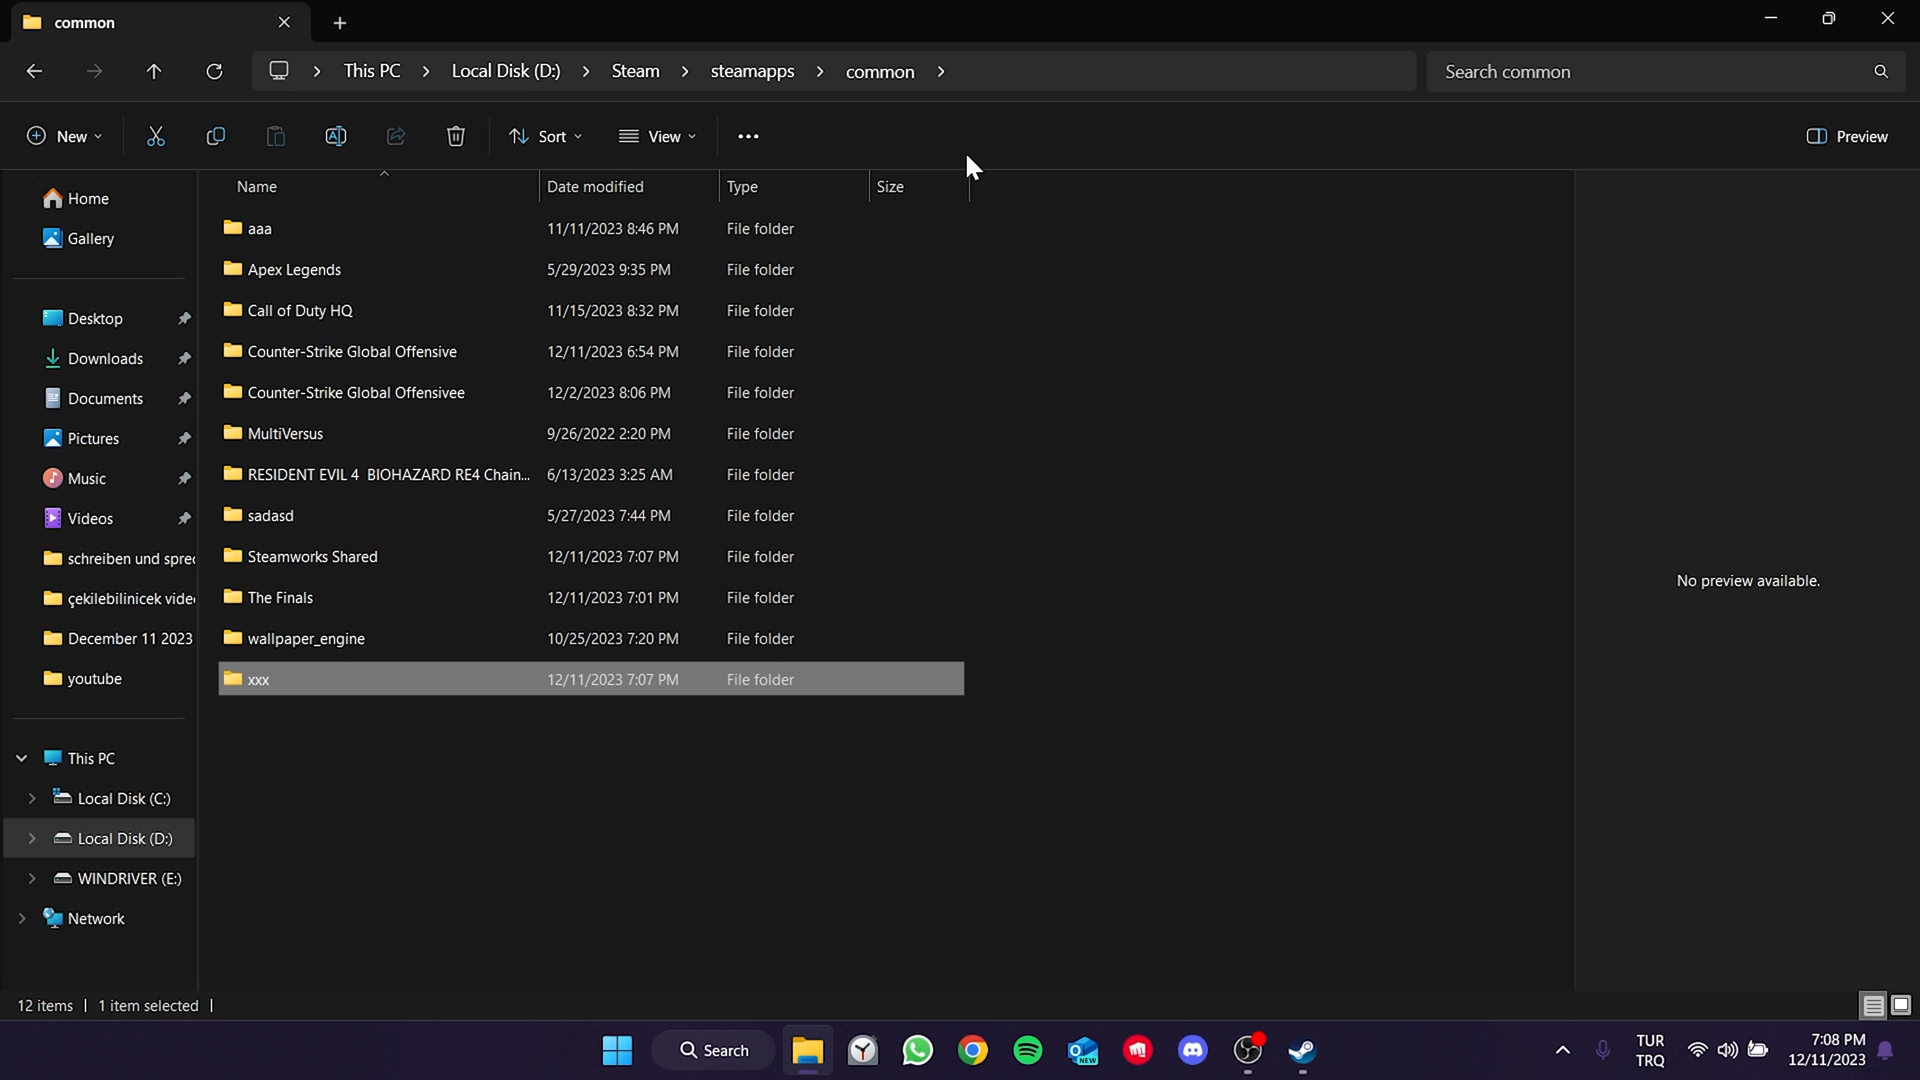 common
This PC
Local Disk (D:)
Steam
steamapps
common
Search common
New
Sort
View
Preview
Name
Date modified
Type
Size
Home
Gallery
Desktop
Downloads
Documents
Pictures
Music
Videos
schreiben und sprec
çekilebilinicek vide
December 11 2023
youtube
This PC
Local Disk (C:)
Local Disk (D:)
WINDRIVER (E:)
Network
aaa 11/11/2023 8:46 PM File folder
Apex Legends 5/29/2023 9:35 PM File folder
Call of Duty HQ 11/15/2023 8:32 PM File folder
Counter-Strike Global Offensive 12/11/2023 6:54 PM File folder
Counter-Strike Global Offensivee 12/2/2023 8:06 PM File folder
MultiVersus 9/26/2022 2:20 PM File folder
RESIDENT EVIL 4 BIOHAZARD RE4 Chain... 6/13/2023 3:25 AM File folder
sadasd 5/27/2023 7:44 PM File folder
Steamworks Shared 12/11/2023 7:07 PM File folder
The Finals 12/11/2023 7:01 PM File folder
wallpaper_engine 10/25/2023 7:20 PM File folder
xxx 12/11/2023 7:07 PM File folder
No preview available.
12 items | 1 item selected |
Search
NEW
TUR
TRQ
7:08 PM
12/11/2023